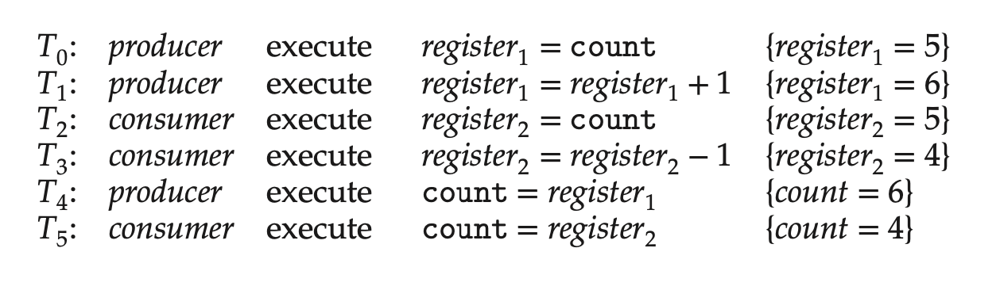 T₀: producer execute register₁ = count {register₁ = 5}
T₁: producer execute register₁ = register₁ + 1 {register₁ = 6}
T₂: consumer execute register₂ = count {register₂ = 5}
T₃: consumer execute register₂ = register₂ − 1 {register₂ = 4}
T₄: producer execute count = register₁ {count = 6}
T₅: consumer execute count = register₂ {count = 4}